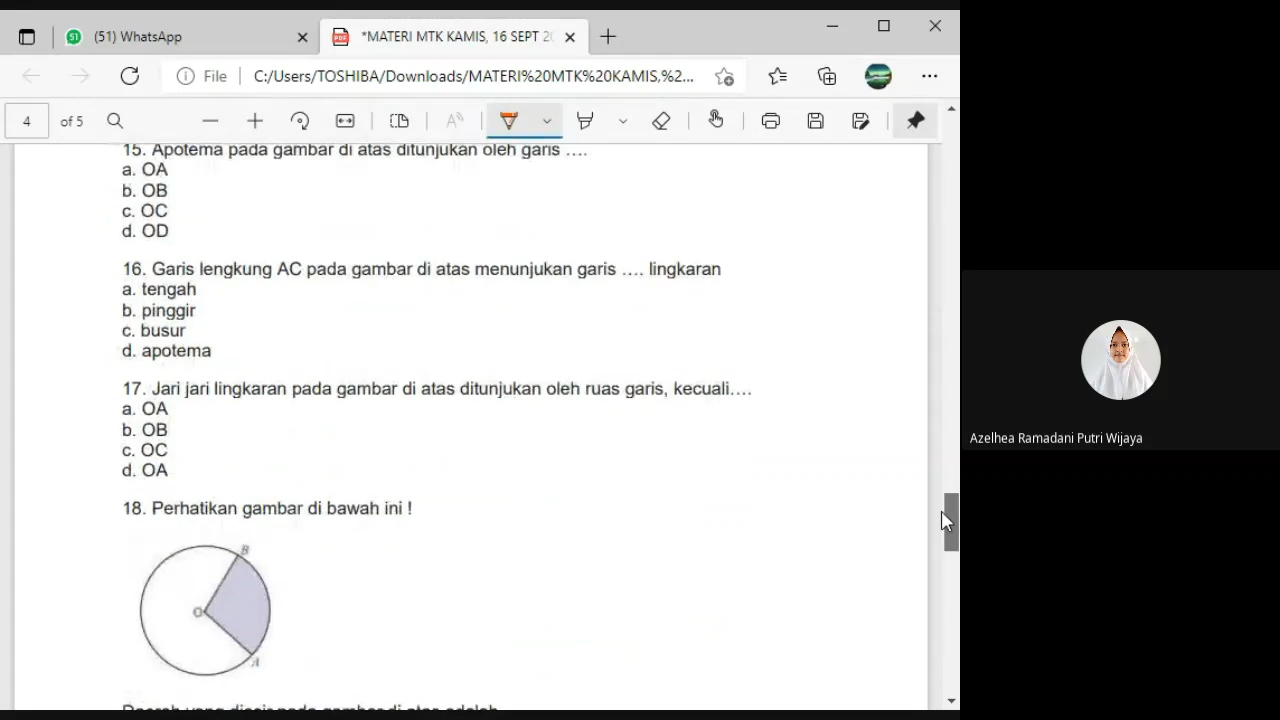 (51) WhatsApp
*MATERI MTK KAMIS, 16 SEPT 20
File
C:/Users/TOSHIBA/Downloads/MATERI%20MTK%20KAMIS,%2...
4 of 5
15. Apotema pada gambar di atas ditunjukan oleh garis ....
a. OA
b. OB
c. OC
d. OD
16. Garis lengkung AC pada gambar di atas menunjukan garis .... lingkaran
a. tengah
b. pinggir
c. busur
d. apotema
17. Jari jari lingkaran pada gambar di atas ditunjukan oleh ruas garis, kecuali....
a. OA
b. OB
c. OC
d. OA
18. Perhatikan gambar di bawah ini !
B
O
A
Azelhea Ramadani Putri Wijaya